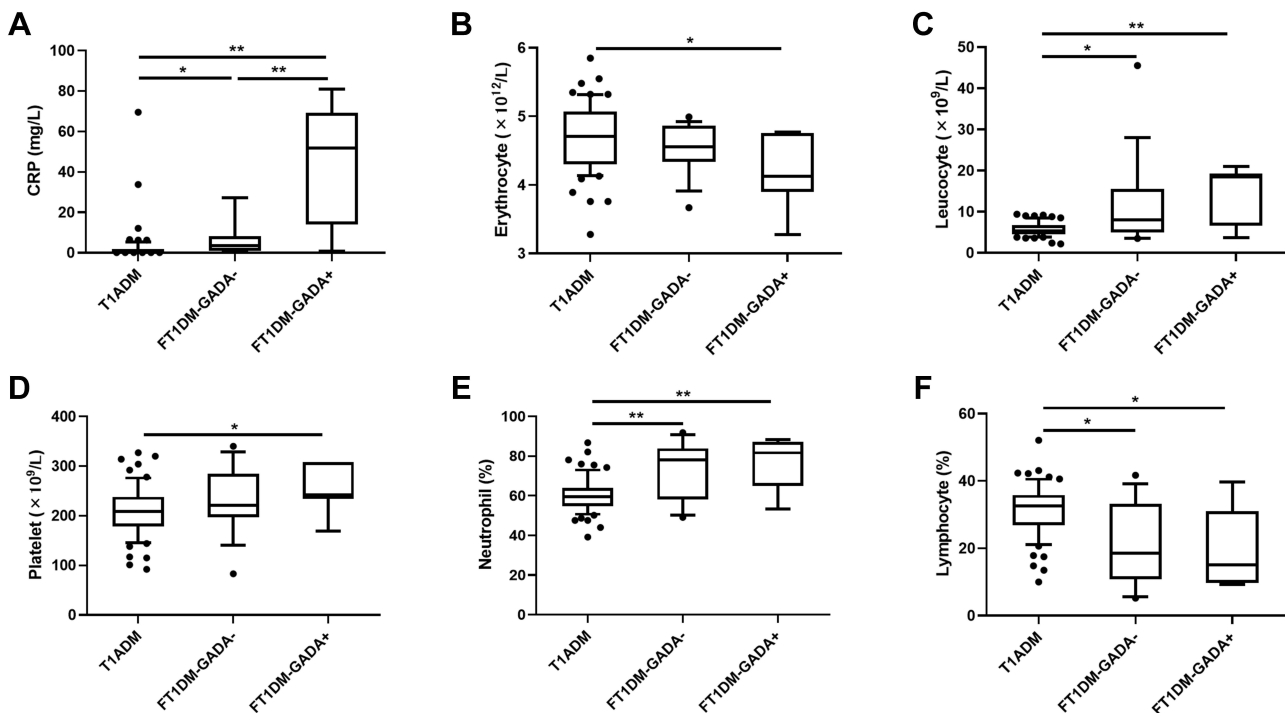 A
CRP (mg/L)
100
80
60
40
20
0
**
*
**
T1ADM
FT1DM-GADA-
FT1DM-GADA+
B
Erythrocyte (×10¹²/L)
6
5
4
3
*
T1ADM
FT1DM-GADA-
FT1DM-GADA+
C
Leucocyte (×10⁹/L)
50
40
30
20
10
0
**
*
T1ADM
FT1DM-GADA-
FT1DM-GADA+
D
Platelet (×10⁹/L)
400
300
200
100
0
*
T1ADM
FT1DM-GADA-
FT1DM-GADA+
E
Neutrophil (%)
100
80
60
40
20
0
**
**
T1ADM
FT1DM-GADA-
FT1DM-GADA+
F
Lymphocyte (%)
60
40
20
0
*
*
T1ADM
FT1DM-GADA-
FT1DM-GADA+